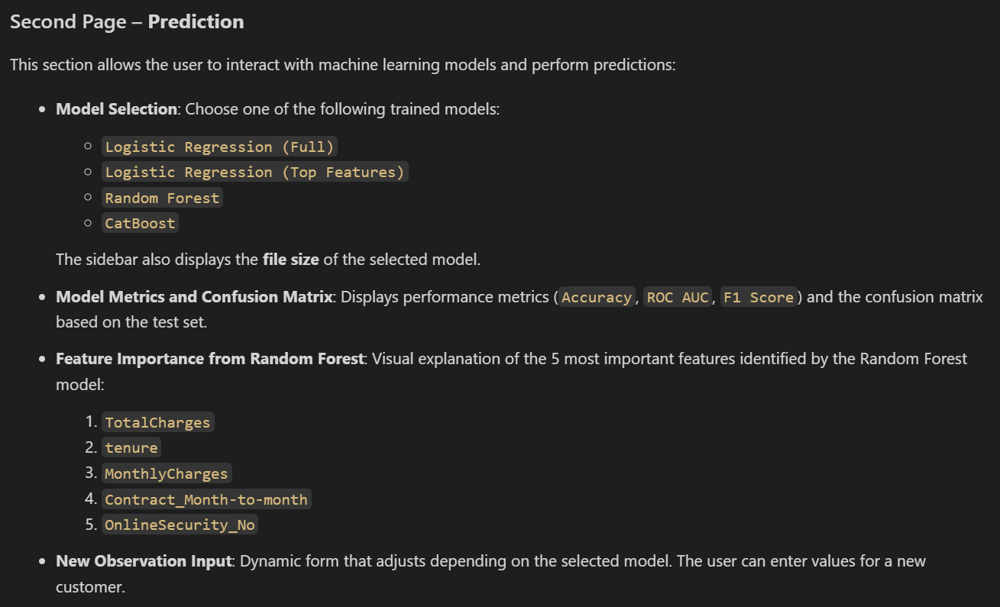 Second Page – Prediction
This section allows the user to interact with machine learning models and perform predictions:
• Model Selection: Choose one of the following trained models:
○ Logistic Regression (Full)
○ Logistic Regression (Top Features)
○ Random Forest
○ CatBoost
The sidebar also displays the file size of the selected model.
• Model Metrics and Confusion Matrix: Displays performance metrics (Accuracy, ROC AUC, F1 Score) and the confusion matrix
based on the test set.
• Feature Importance from Random Forest: Visual explanation of the 5 most important features identified by the Random Forest
model:
1. TotalCharges
2. tenure
3. MonthlyCharges
4. Contract_Month-to-month
5. OnlineSecurity_No
• New Observation Input: Dynamic form that adjusts depending on the selected model. The user can enter values for a new
customer.